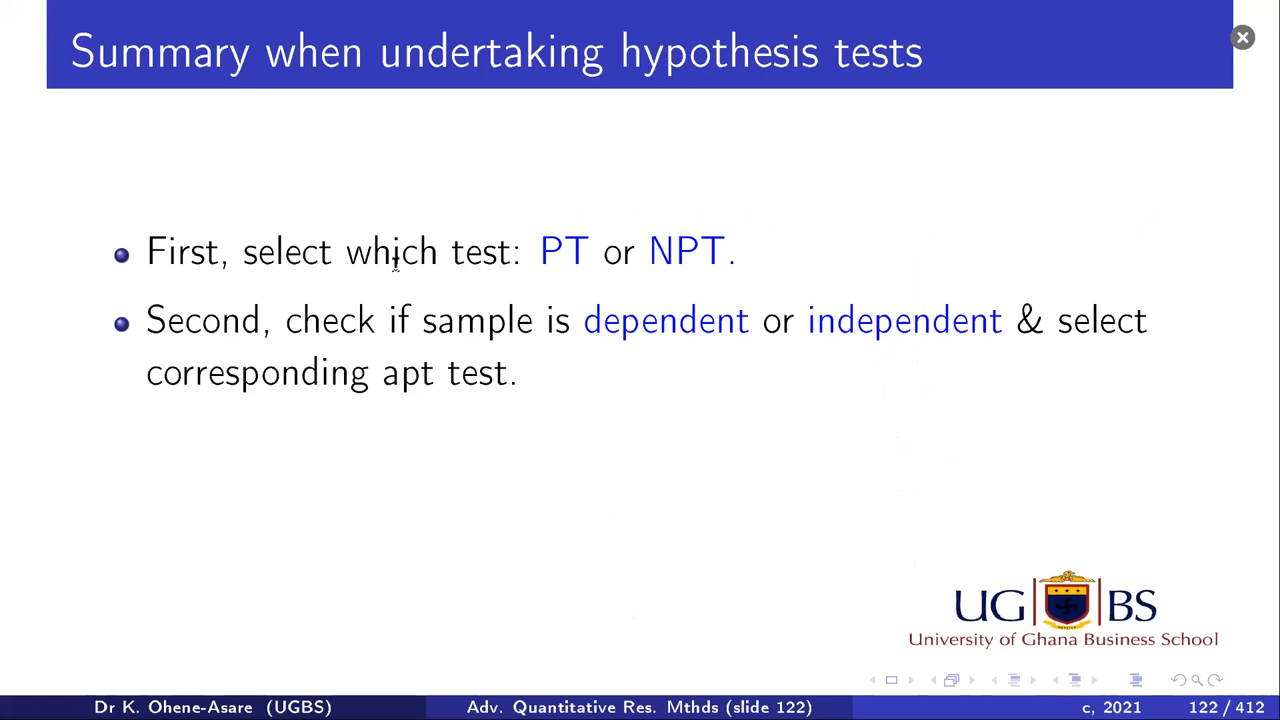 Summary when undertaking hypothesis tests
First, select which test: PT or NPT.
Second, check if sample is dependent or independent & select
corresponding apt test.
UG BS
University of Ghana Business School
Dr K. Ohene-Asare (UGBS) Adv. Quantitative Res. Mthds (slide 122) c, 2021 122 / 412